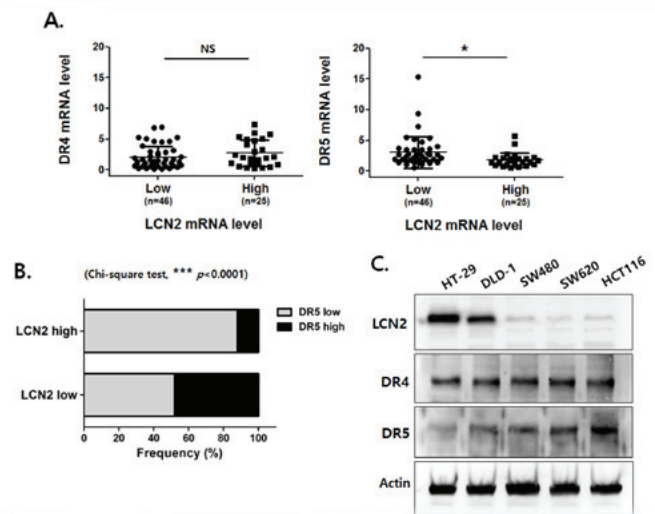 A.
NS
DR4 mRNA level
20
15
10
5
0
Low
(n=46)
High
(n=25)
LCN2 mRNA level
*
DR5 mRNA level
20
15
10
5
0
Low
(n=46)
High
(n=25)
LCN2 mRNA level
B.
(Chi-square test, *** p<0.0001)
DR5 low
DR5 high
LCN2 high
LCN2 low
0 20 40 60 80 100
Frequency (%)
C.
HT-29 DLD-1 SW480 SW620 HCT116
LCN2
DR4
DR5
Actin